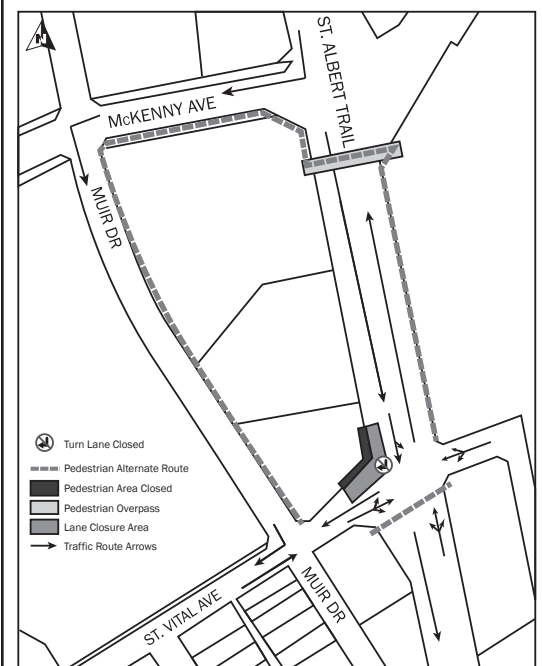 N
ST. ALBERT TRAIL
McKENNY AVE
MUIR DR
Turn Lane Closed
Pedestrian Alternate Route
Pedestrian Area Closed
Pedestrian Overpass
Lane Closure Area
Traffic Route Arrows
ST. VITAL AVE
MUIR DR